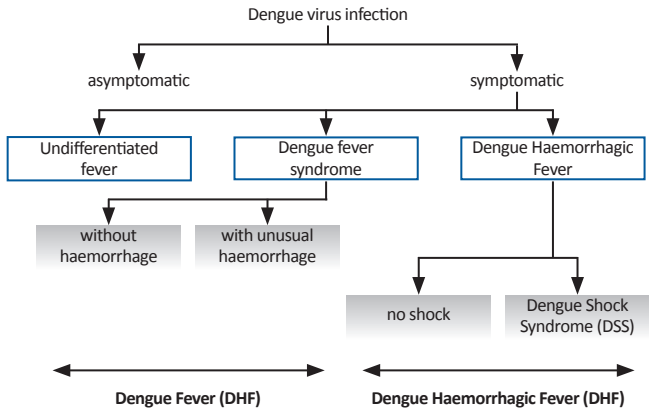 Dengue virus infection
asymptomatic
symptomatic
Undifferentiated
fever
Dengue fever
syndrome
Dengue Haemorrhagic
Fever
without
haemorrhage
with unusual
haemorrhage
no shock
Dengue Shock
Syndrome (DSS)
Dengue Fever (DHF)
Dengue Haemorrhagic Fever (DHF)